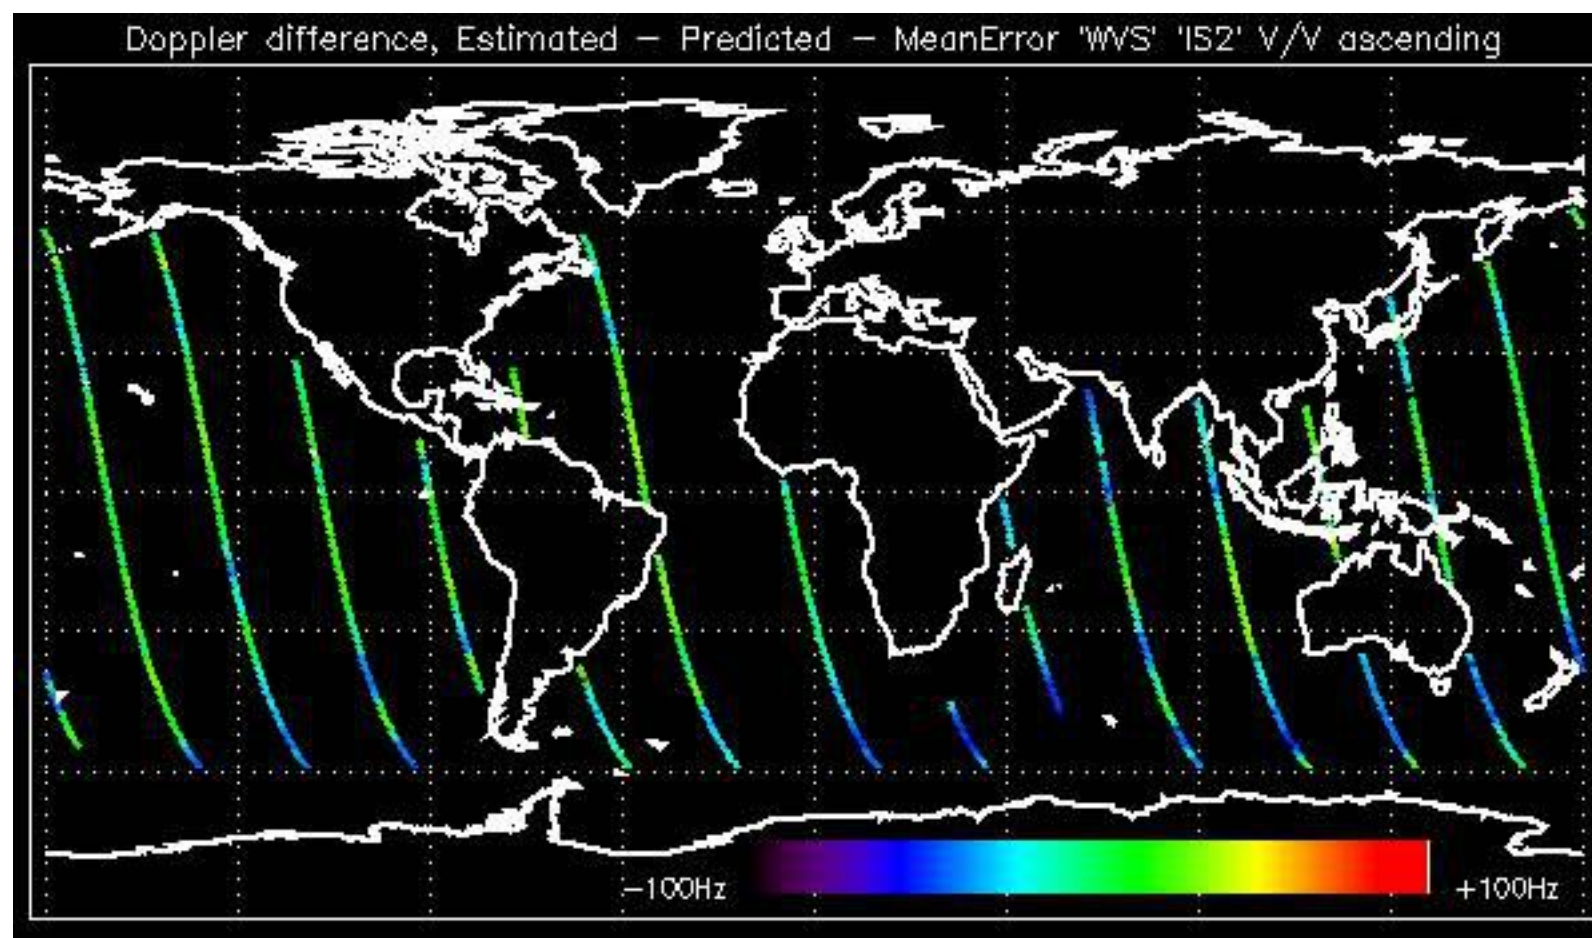 Doppler difference, Estimated – Predicted – MeanError 'WVS' 'IS2' V/V ascending
–100Hz
+100Hz